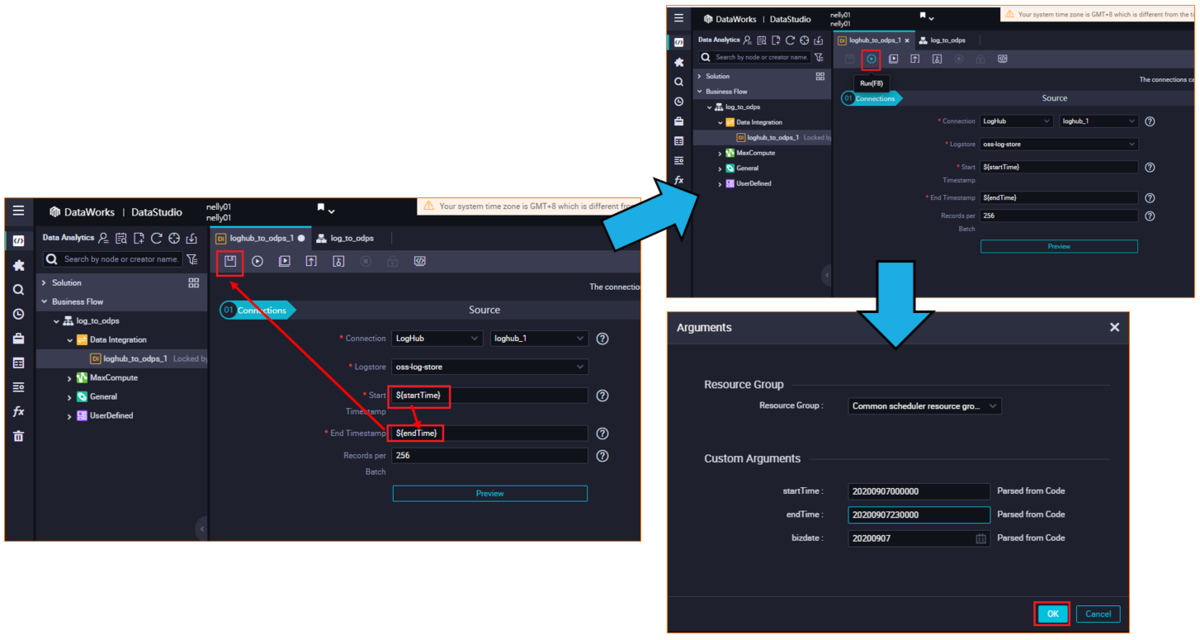 DataWorks | DataStudio
nelly01
nelly01
Your system time zone is GMT+8 which is different from
Data Analytics
DI loghub_to_odps_1
log_to_odps
Search by node or creator name.
Solution
Business Flow
log_to_odps
Data Integration
DI loghub_to_odps_1 Locked by
MaxCompute
General
UserDefined
fx
The connectio
01 Connections
Source
* Connection
LogHub
loghub_1
* Logstore
oss-log-store
* Start
Timestamp
${startTime}
* End Timestamp
${endTime}
Records per
Batch
256
Preview
DataWorks | DataStudio
nelly01
nelly01
Your system time zone is GMT+8 which is different from the ti
Data Analytics
DI loghub_to_odps_1 ×
log_to_odps
Search by node or creator name.
Run(F8)
Solution
Business Flow
log_to_odps
Data Integration
DI loghub_to_odps_1 Locked by
MaxCompute
General
UserDefined
fx
The connections ca
01 Connections
Source
* Connection
LogHub
loghub_1
* Logstore
oss-log-store
* Start
Timestamp
${startTime}
* End Timestamp
${endTime}
Records per
Batch
256
Preview
Arguments
Resource Group
Resource Group :
Common scheduler resource gro...
Custom Arguments
startTime : 20200907000000 Parsed from Code
endTime : 20200907230000 Parsed from Code
bizdate : 20200907 Parsed from Code
OK
Cancel